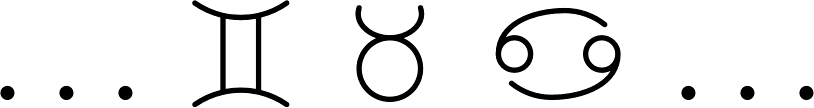 . . . ♊ ♉ ♋ . . .